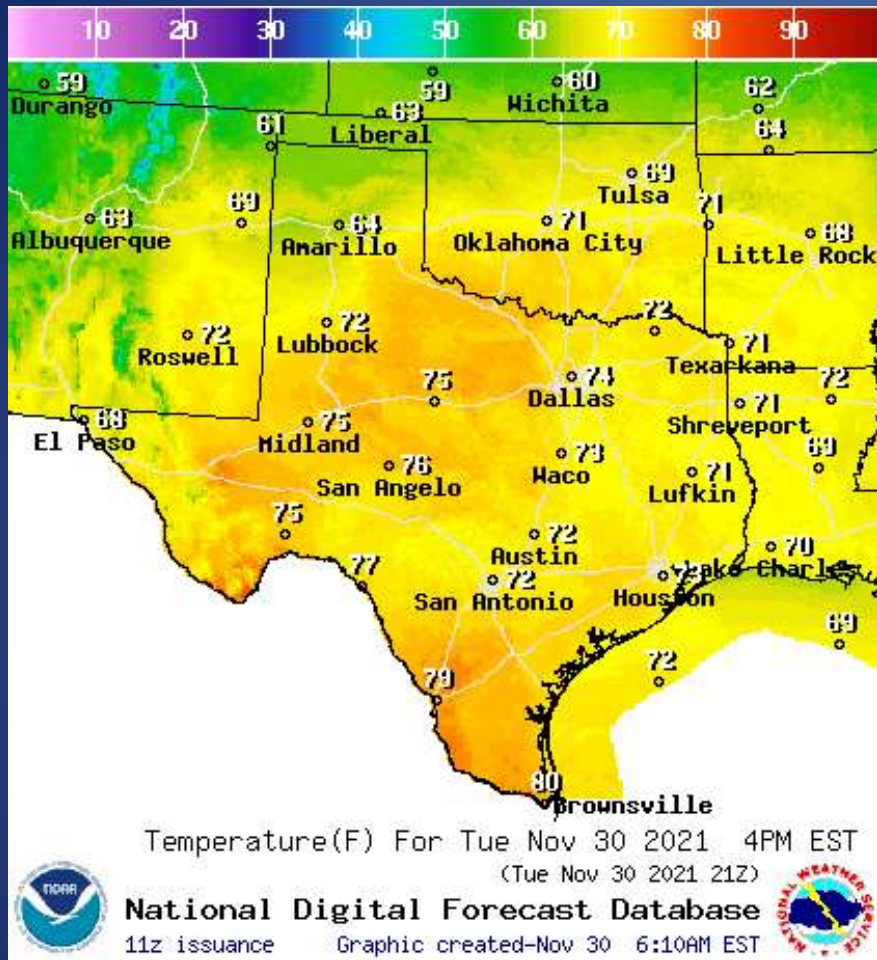 10 20 30 40 50 60 70 80 90
59 59 60 62
Durango Wichita
63
Liberal
61 64
69
Tulsa
63 69 64 71 71 68
Albuquerque Amarillo Oklahoma City Little Rock
72 72 72
Roswell Lubbock
71
Texarkana
75 74 72
Dallas
68 75 71
El Paso Midland Shreveport
76 73 71 69
San Angelo Waco Lufkin
75 72 70
Austin
77 72 Lake Charles
San Antonio Houston
69
79 72
80
Brownsville
Temperature(F) For Tue Nov 30 2021 4PM EST
(Tue Nov 30 2021 21Z)
NOAA
National Digital Forecast Database
11z issuance Graphic created-Nov 30 6:10AM EST
NATIONAL WEATHER SERVICE